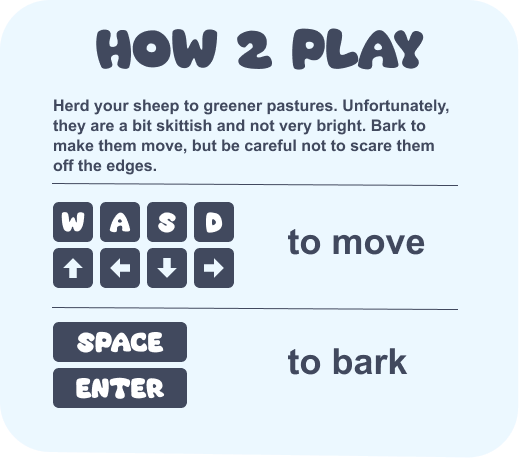 HOW 2 PLAY
Herd your sheep to greener pastures. Unfortunately,
they are a bit skittish and not very bright. Bark to
make them move, but be careful not to scare them
off the edges.
W A S D
↑ ← ↓ →
to move
SPACE
ENTER
to bark